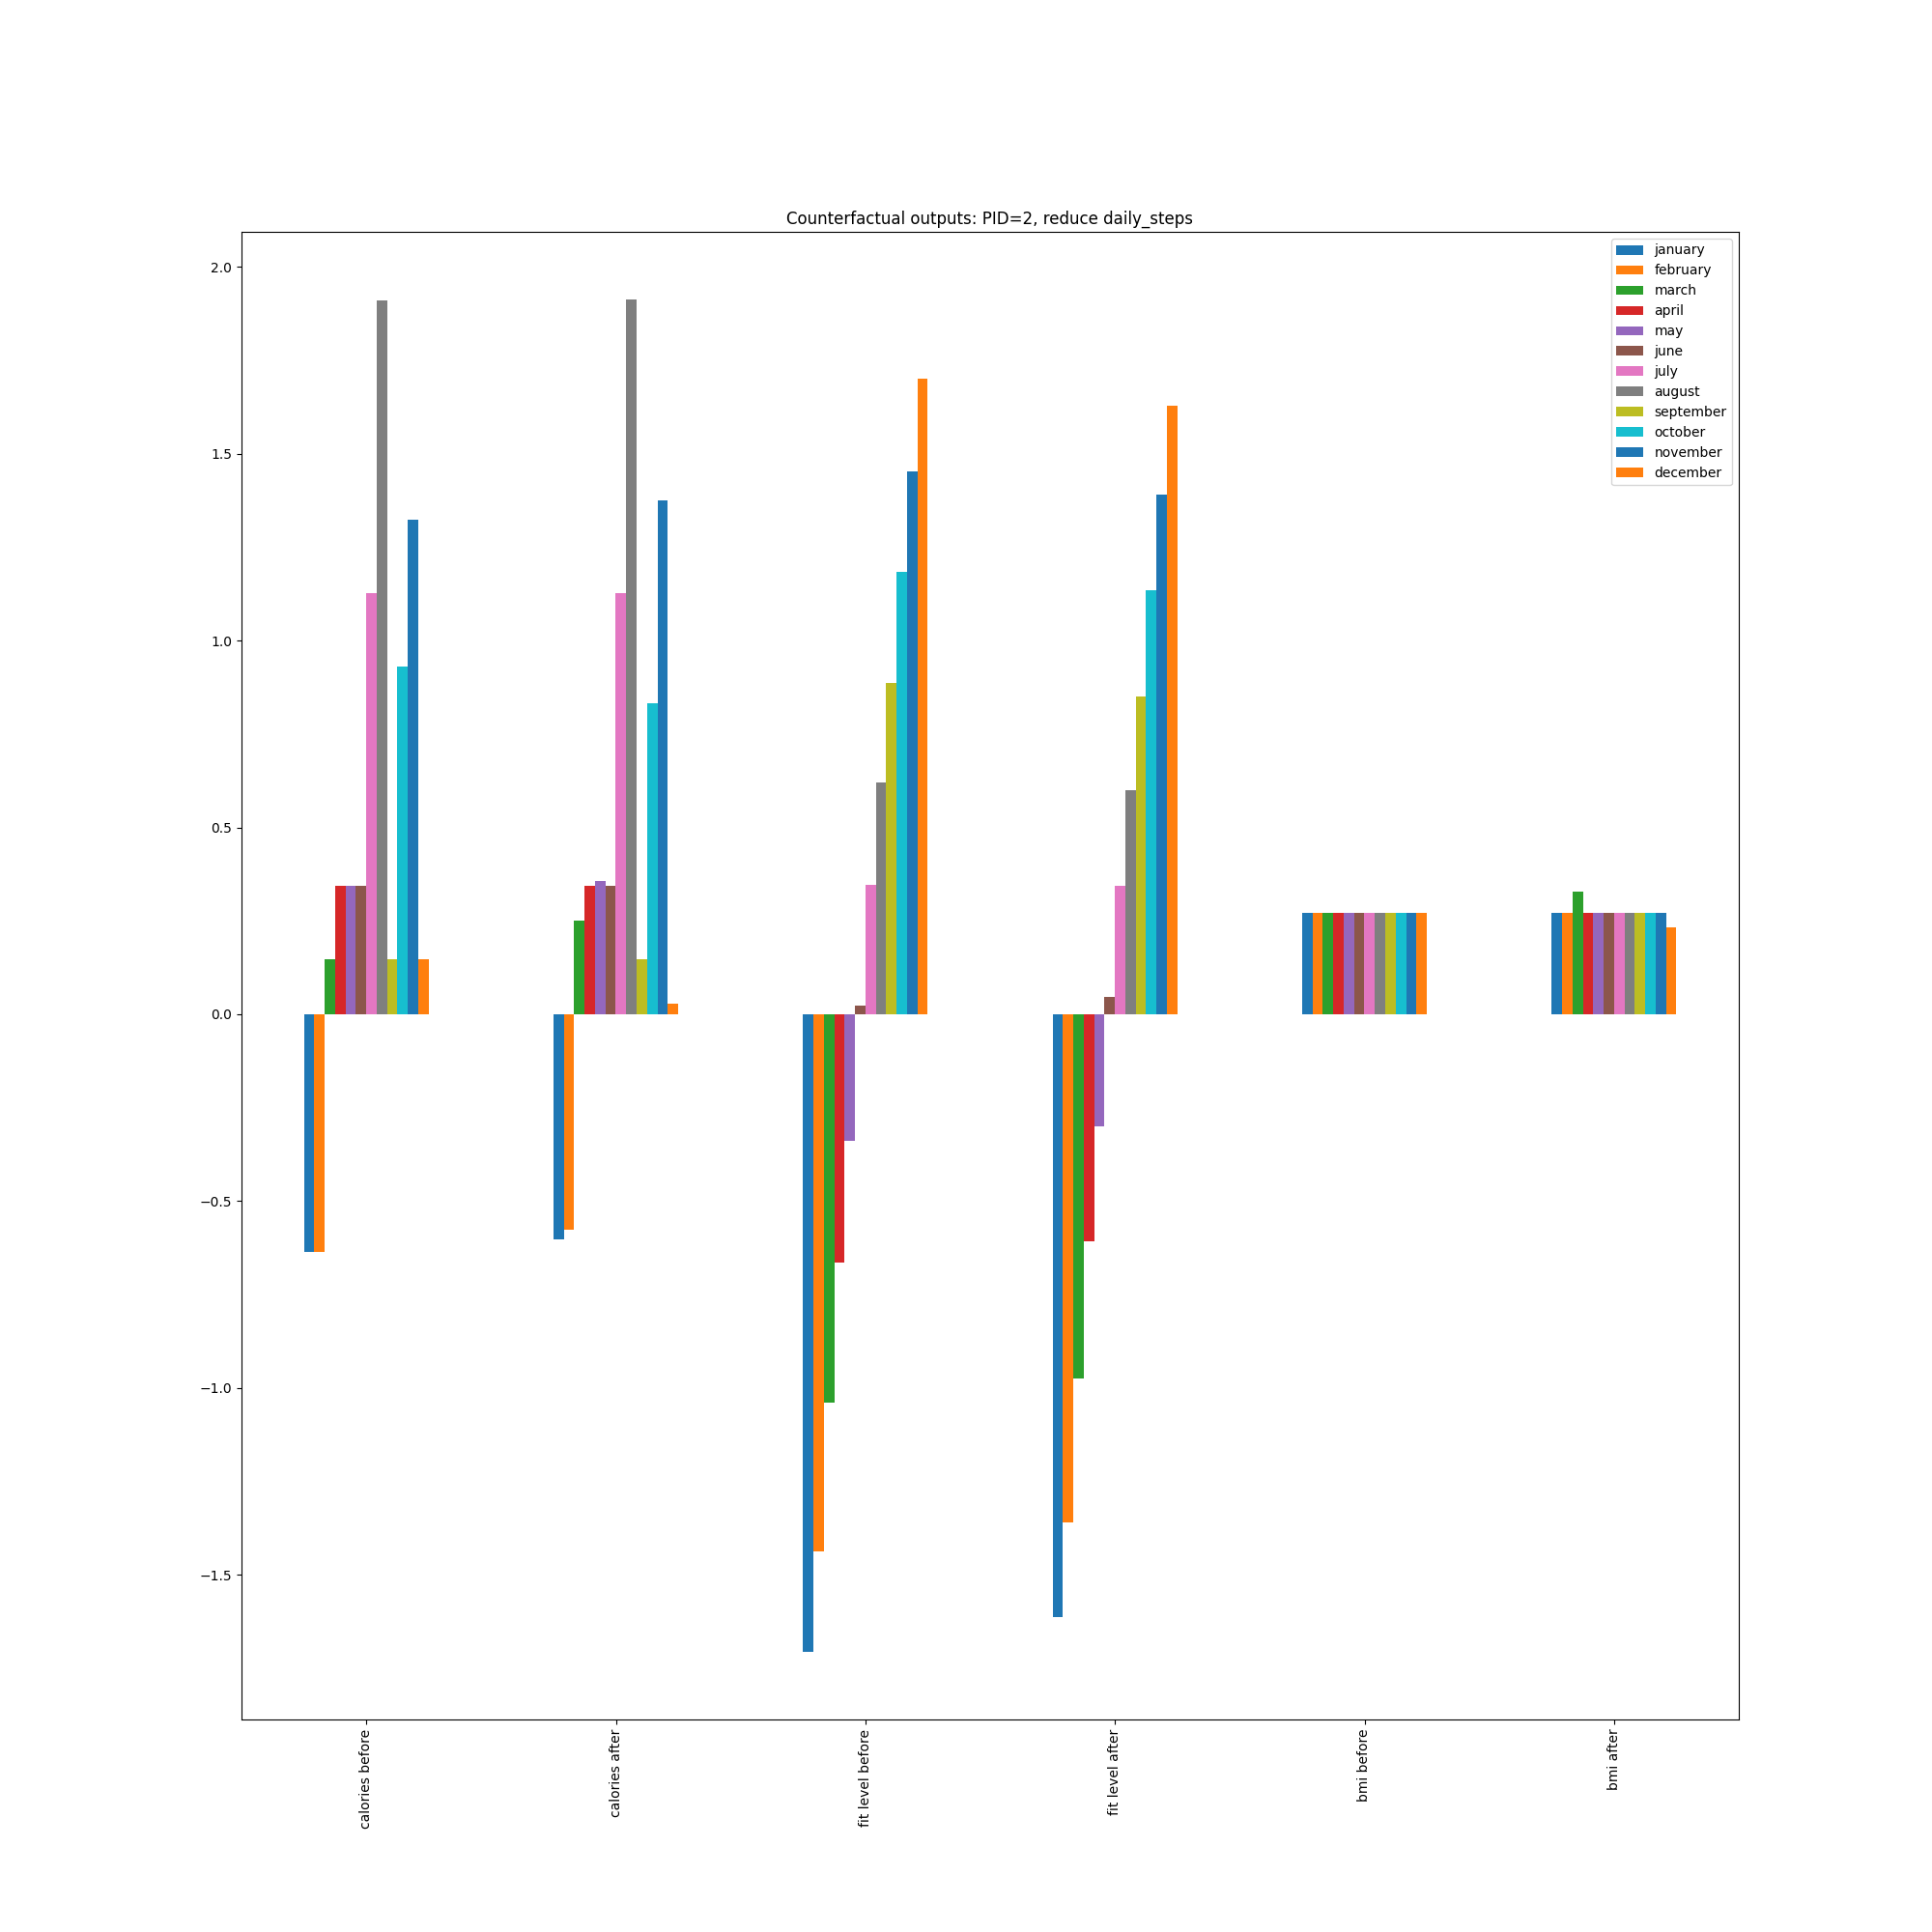 Counterfactual outputs: PID=2, reduce daily_steps
january
february
march
april
may
june
july
august
september
october
november
december
2.0
1.5
1.0
0.5
0.0
−0.5
−1.0
−1.5
calories before
calories after
fit level before
fit level after
bmi before
bmi after